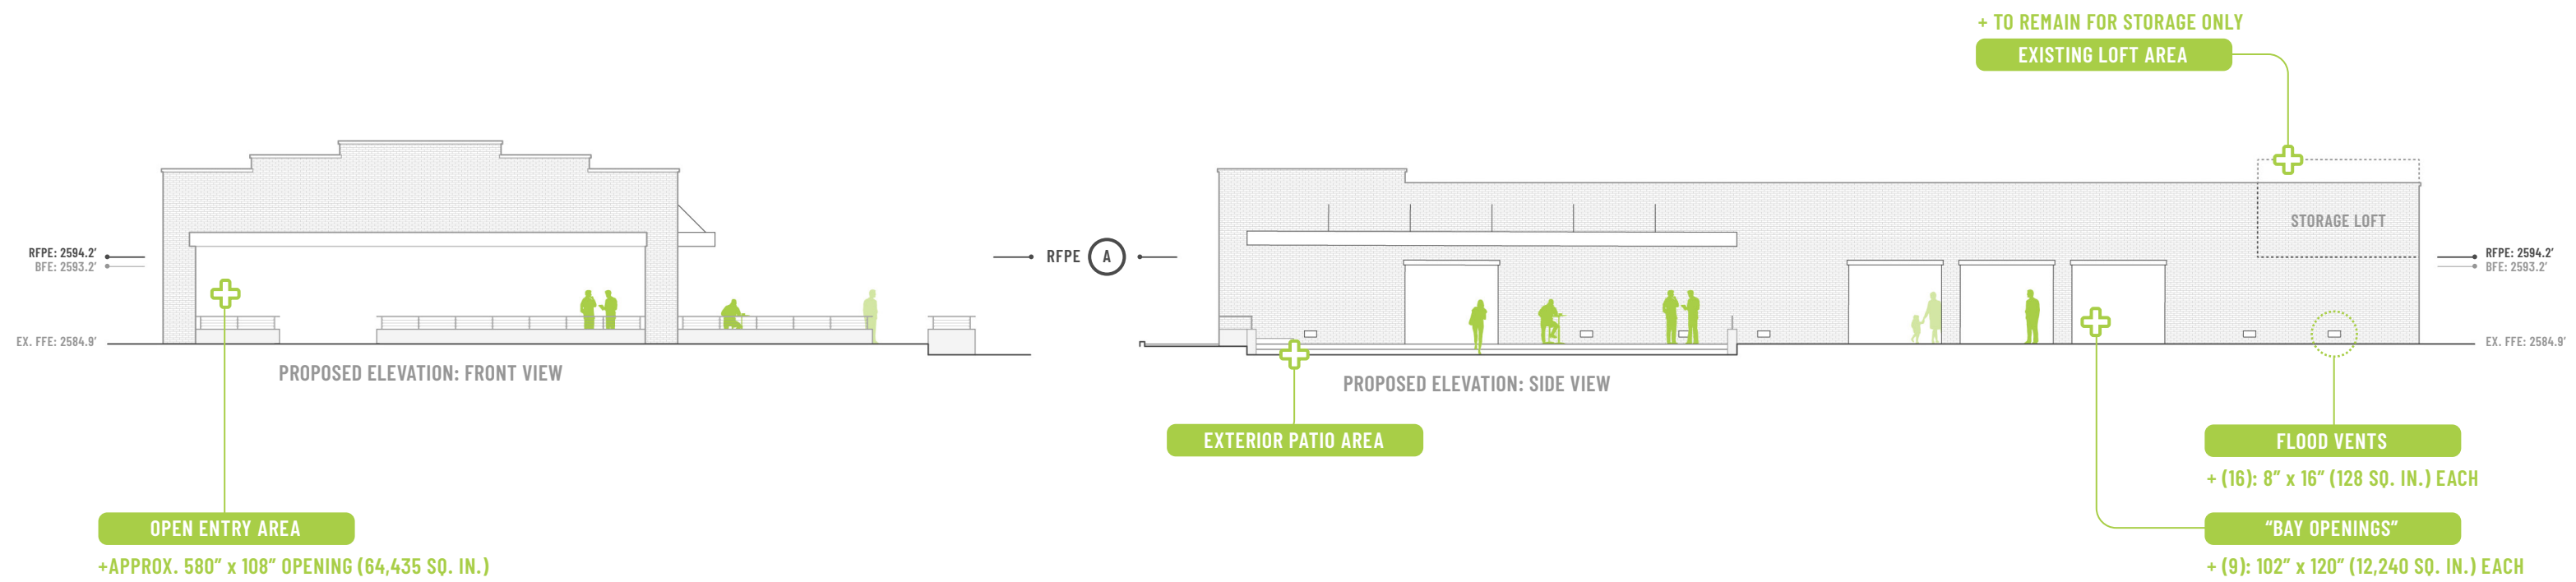 + TO REMAIN FOR STORAGE ONLY
EXISTING LOFT AREA
STORAGE LOFT
RFPE: 2594.2'
BFE: 2593.2'
EX. FFE: 2584.9'
RFPE A
RFPE: 2594.2'
BFE: 2593.2'
EX. FFE: 2584.9'
PROPOSED ELEVATION: FRONT VIEW
PROPOSED ELEVATION: SIDE VIEW
EXTERIOR PATIO AREA
FLOOD VENTS
+ (16): 8" x 16" (128 SQ. IN.) EACH
OPEN ENTRY AREA
+APPROX. 580" x 108" OPENING (64,435 SQ. IN.)
"BAY OPENINGS"
+ (9): 102" x 120" (12,240 SQ. IN.) EACH